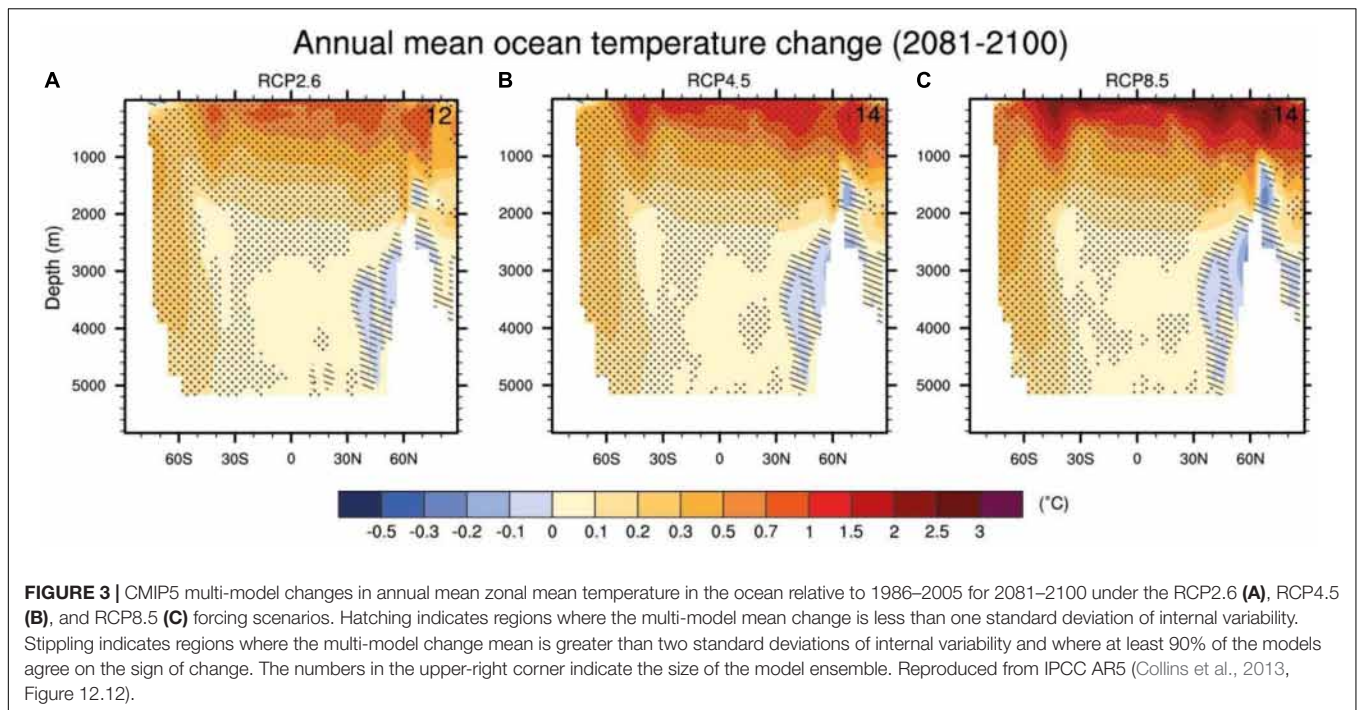 Annual mean ocean temperature change (2081-2100)
A RCP2.6 B RCP4.5 C RCP8.5
12 14 14
1000 1000 1000
2000 2000 2000
Depth (m)
3000 3000 3000
4000 4000 4000
5000 5000 5000
60S 30S 0 30N 60N 60S 30S 0 30N 60N 60S 30S 0 30N 60N
(°C)
-0.5 -0.3 -0.2 -0.1 0 0.1 0.2 0.3 0.5 0.7 1 1.5 2 2.5 3
FIGURE 3 | CMIP5 multi-model changes in annual mean zonal mean temperature in the ocean relative to 1986–2005 for 2081–2100 under the RCP2.6 (A), RCP4.5
(B), and RCP8.5 (C) forcing scenarios. Hatching indicates regions where the multi-model mean change is less than one standard deviation of internal variability.
Stippling indicates regions where the multi-model change mean is greater than two standard deviations of internal variability and where at least 90% of the models
agree on the sign of change. The numbers in the upper-right corner indicate the size of the model ensemble. Reproduced from IPCC AR5 (Collins et al., 2013,
Figure 12.12).